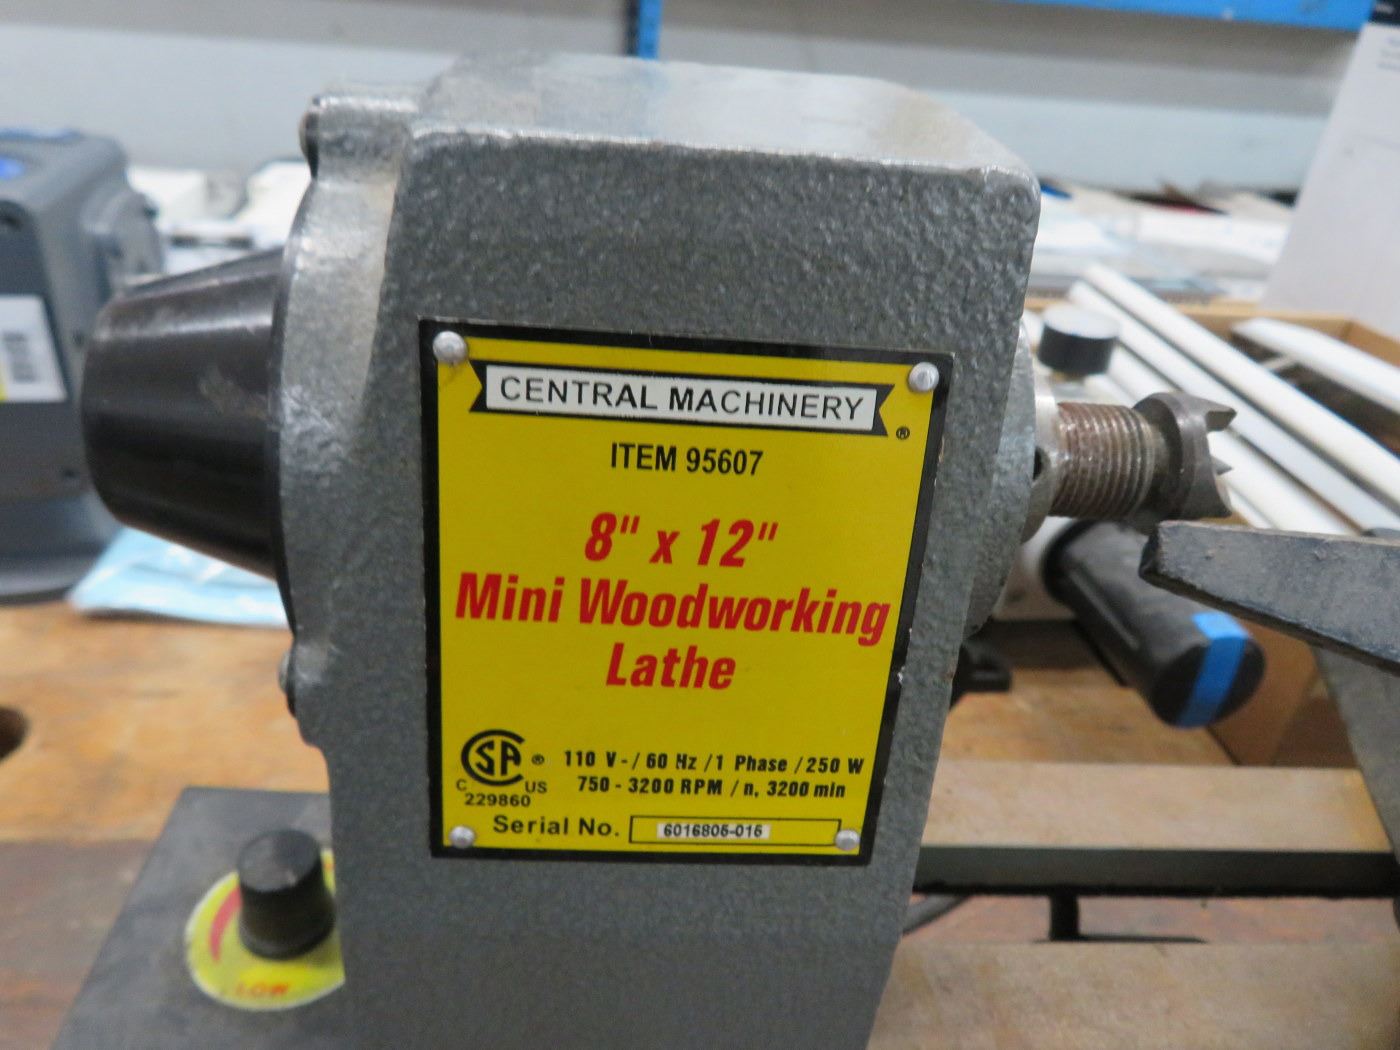 CENTRAL MACHINERY
®
ITEM 95607
8" x 12"
Mini Woodworking
Lathe
CSA ® 110 V~/60 Hz/1 Phase/250 W
C US 750 - 3200 RPM / n, 3200 min
229860
Serial No. 6016806-016
LOW